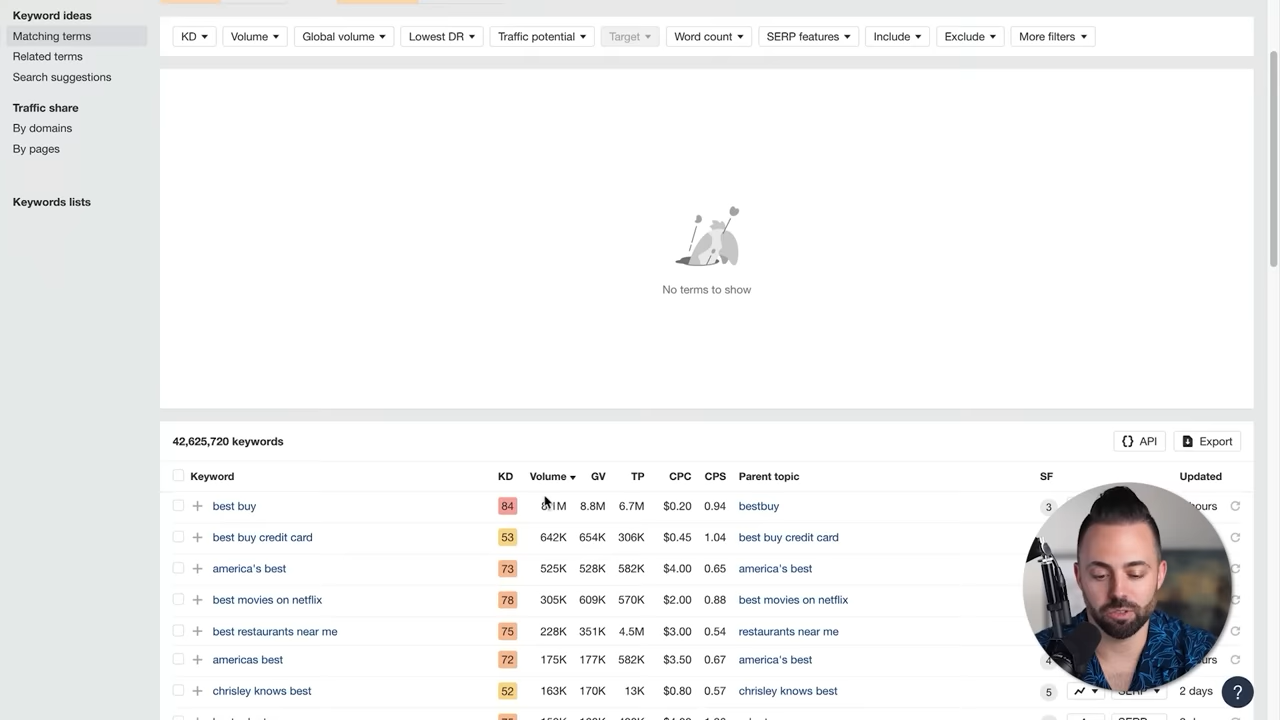 Keyword ideas
Matching terms
Related terms
Search suggestions
Traffic share
By domains
By pages
Keywords lists
KD Volume Global volume Lowest DR Traffic potential Target Word count SERP features Include Exclude More filters
No terms to show
42,625,720 keywords API Export
Keyword KD Volume GV TP CPC CPS Parent topic SF Updated
best buy 84 8.8M 6.7M $0.20 0.94 bestbuy 3 hours
best buy credit card 53 642K 654K 306K $0.45 1.04 best buy credit card
america's best 73 525K 528K 582K $4.00 0.65 america's best
best movies on netflix 78 305K 609K 570K $2.00 0.88 best movies on netflix
best restaurants near me 75 228K 351K 4.5M $3.00 0.54 restaurants near me
americas best 72 175K 177K 582K $3.50 0.67 america's best 4
chrisley knows best 52 163K 170K 13K $0.80 0.57 chrisley knows best 5 SERP 2 days ?